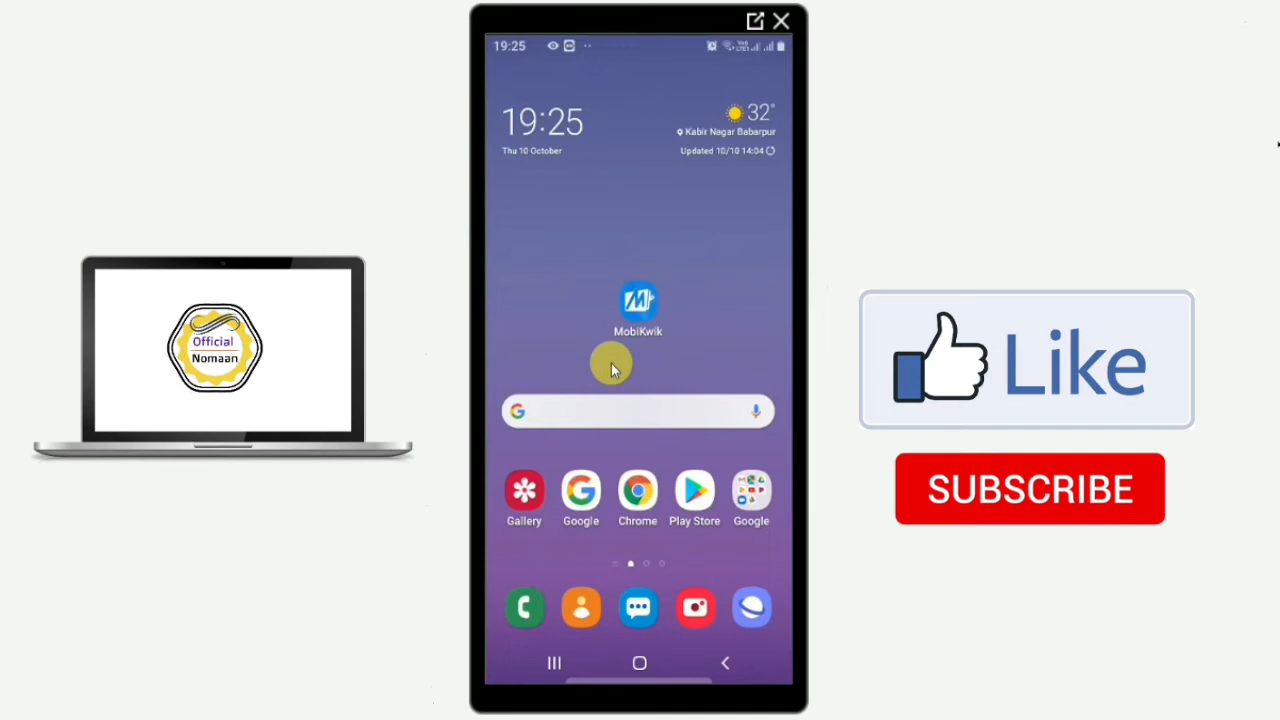 19:25
19:25
32°
Kabir Nagar Babarpur
Thu 10 October
Updated 10/10 14:04
MobiKwik
Official
Nomaan
Like
SUBSCRIBE
Gallery
Google
Chrome
Play Store
Google